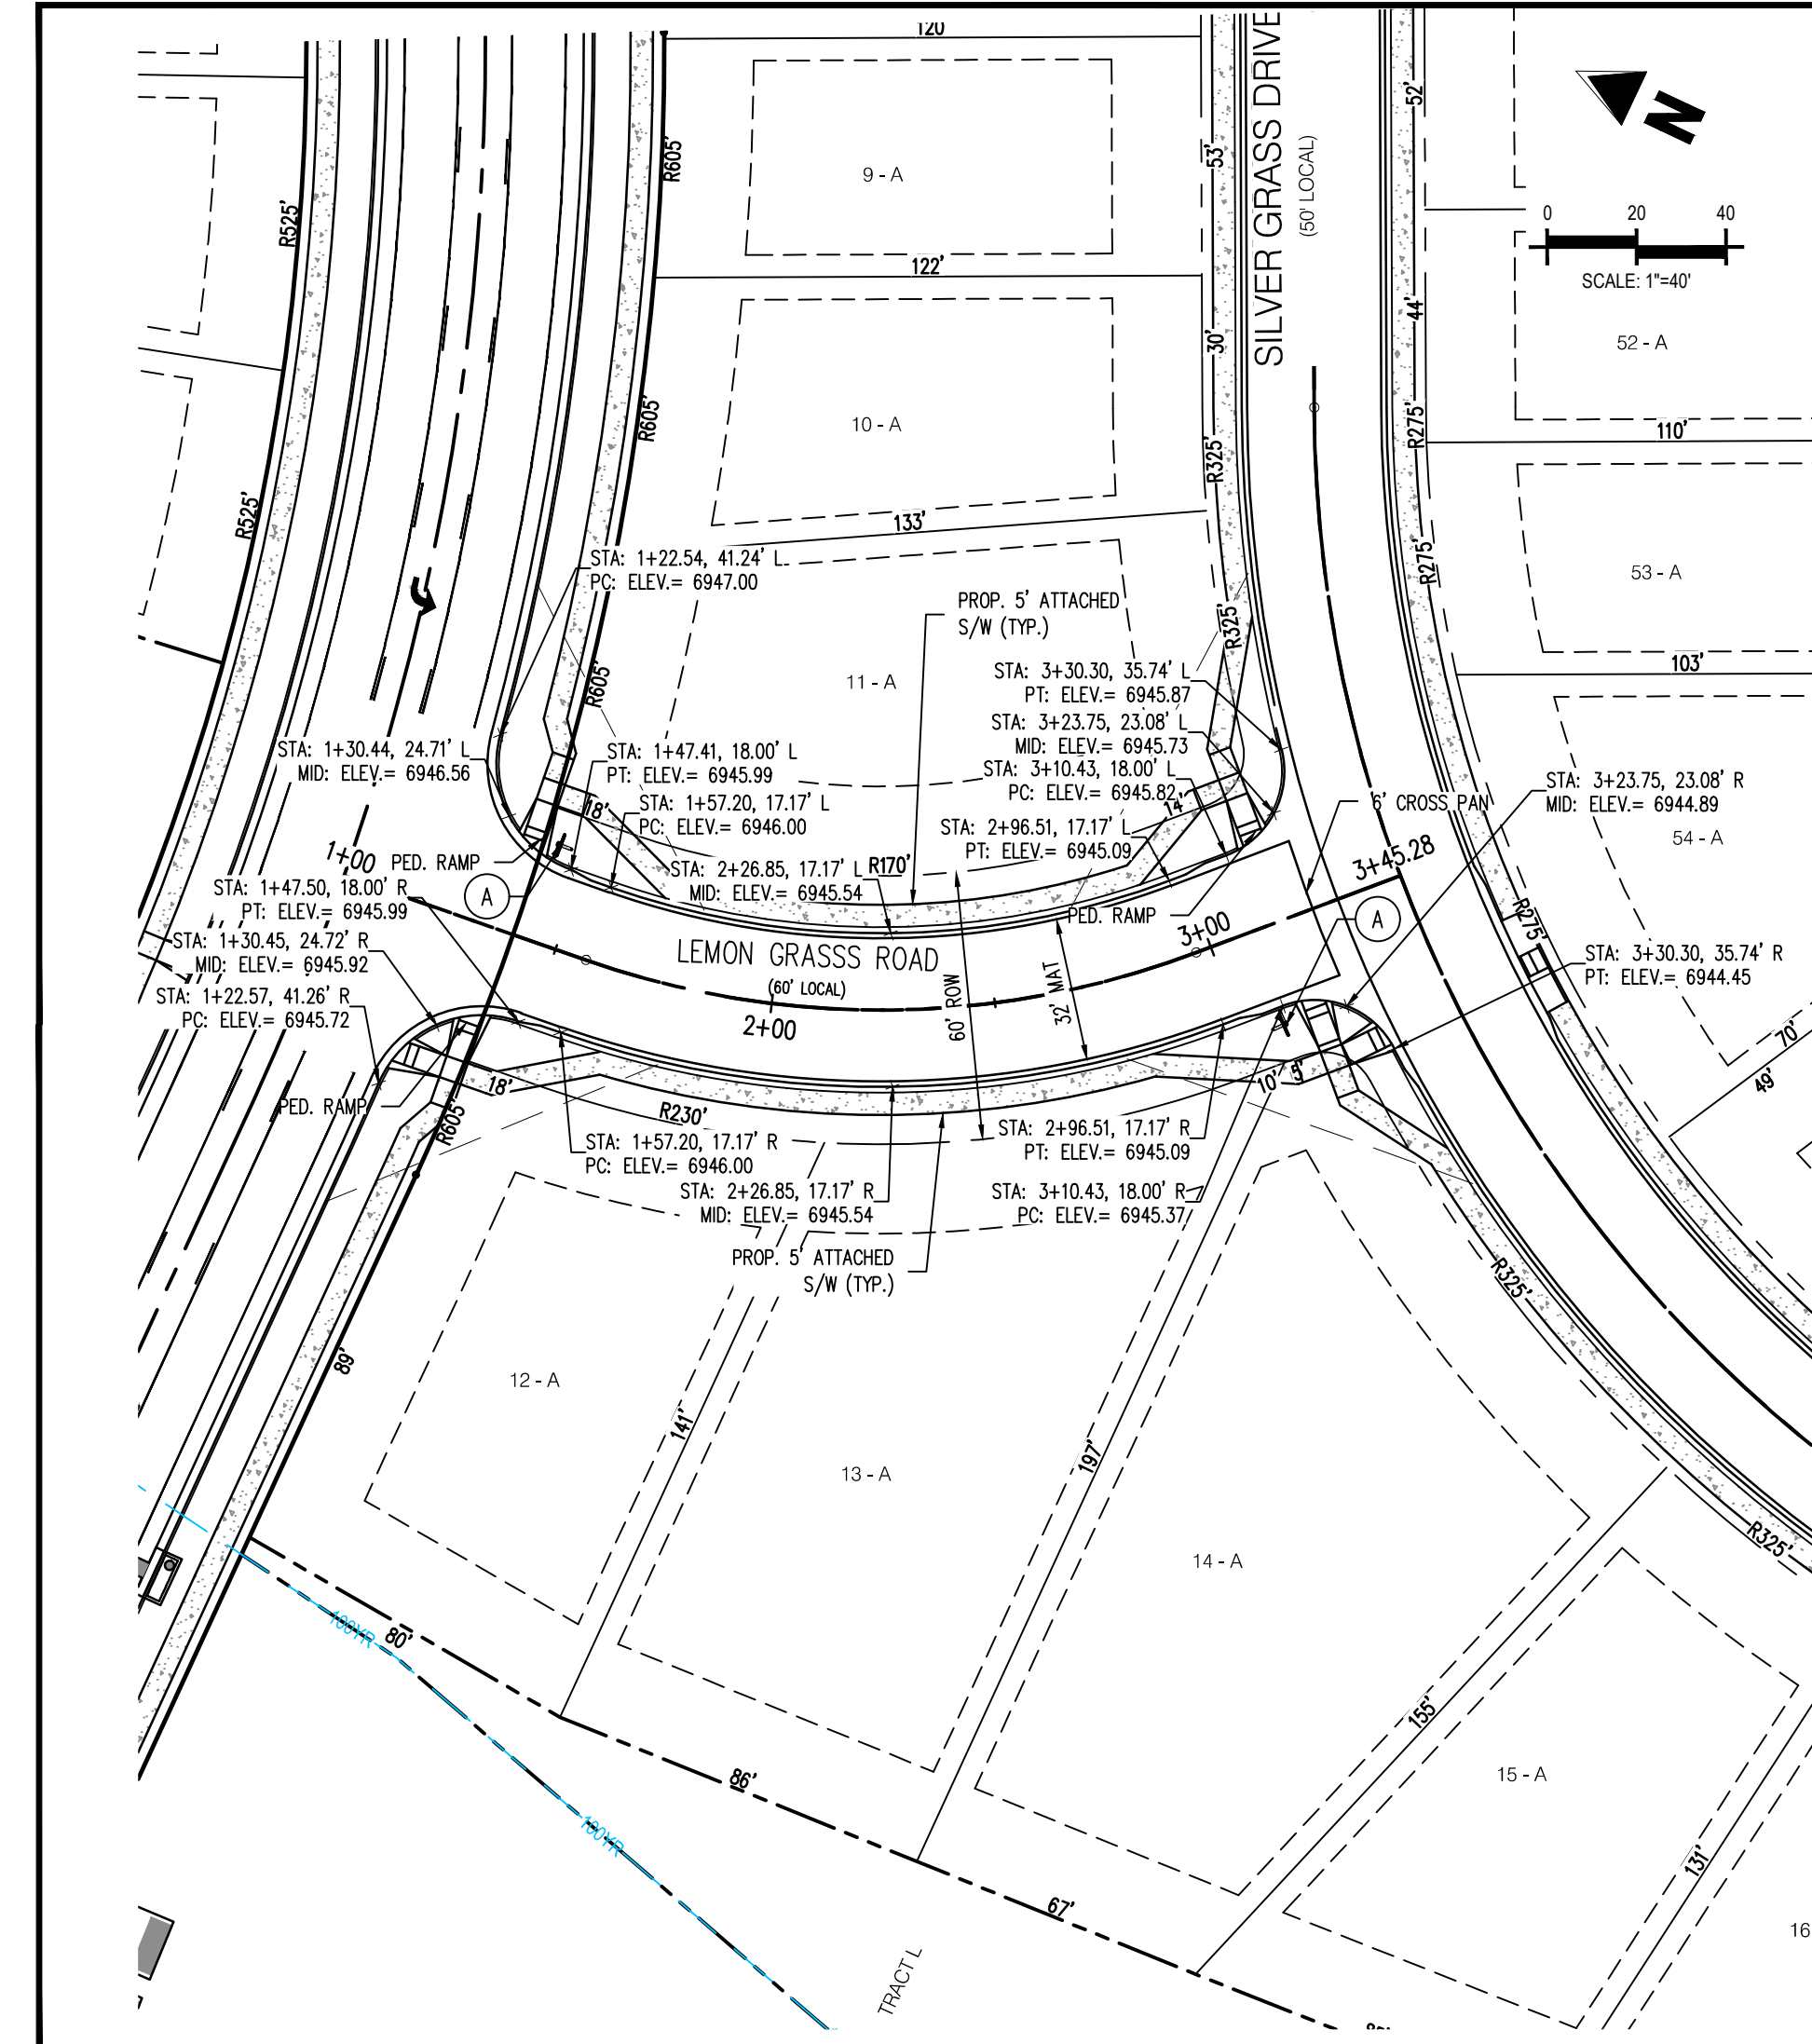 120
SILVER GRASS DRIVE
(50' LOCAL)
52'
N
R605'
53'
9 - A
R525'
0 20 40
SCALE: 1"=40'
122'
44'
30'
52 - A
R605'
10 - A
R275'
110'
R325'
R525'
133'
STA: 1+22.54, 41.24' L
PC: ELEV.= 6947.00
R275'
53 - A
PROP. 5' ATTACHED
S/W (TYP.)
R325'
103'
R605'
11 - A
STA: 3+30.30, 35.74' L
PT: ELEV.= 6945.87
STA: 3+23.75, 23.08' L
MID: ELEV.= 6945.73
STA: 1+30.44, 24.71' L
MID: ELEV.= 6946.56
STA: 1+47.41, 18.00' L
PT: ELEV.= 6945.99
STA: 3+10.43, 18.00' L
PC: ELEV.= 6945.82
STA: 3+23.75, 23.08' R
MID: ELEV.= 6944.89
18'
14'
STA: 1+57.20, 17.17' L
PC: ELEV.= 6946.00
6' CROSS PAN
54 - A
STA: 2+96.51, 17.17' L
PT: ELEV.= 6945.09
1+00
PED. RAMP
3+45.28
STA: 2+26.85, 17.17' L
MID: ELEV.= 6945.54
R170'
A
STA: 1+47.50, 18.00' R
PT: ELEV.= 6945.99
PED. RAMP
A
R275'
3+00
STA: 1+30.45, 24.72' R
MID: ELEV.= 6945.92
LEMON GRASSS ROAD
(60' LOCAL)
STA: 3+30.30, 35.74' R
PT: ELEV.= 6944.45
STA: 1+22.57, 41.26' R
PC: ELEV.= 6945.72
60' ROW
32' MAT
2+00
70'
49'
18'
10'
5'
PED. RAMP
R605'
R230'
STA: 1+57.20, 17.17' R
PC: ELEV.= 6946.00
STA: 2+96.51, 17.17' R
PT: ELEV.= 6945.09
STA: 2+26.85, 17.17' R
MID: ELEV.= 6945.54
STA: 3+10.43, 18.00' R
PC: ELEV.= 6945.37
PROP. 5' ATTACHED
S/W (TYP.)
R325'
89'
12 - A
141'
13 - A
197'
14 - A
R325'
100YR
80'
155'
86'
15 - A
100YR
131'
67'
16
TRACT L